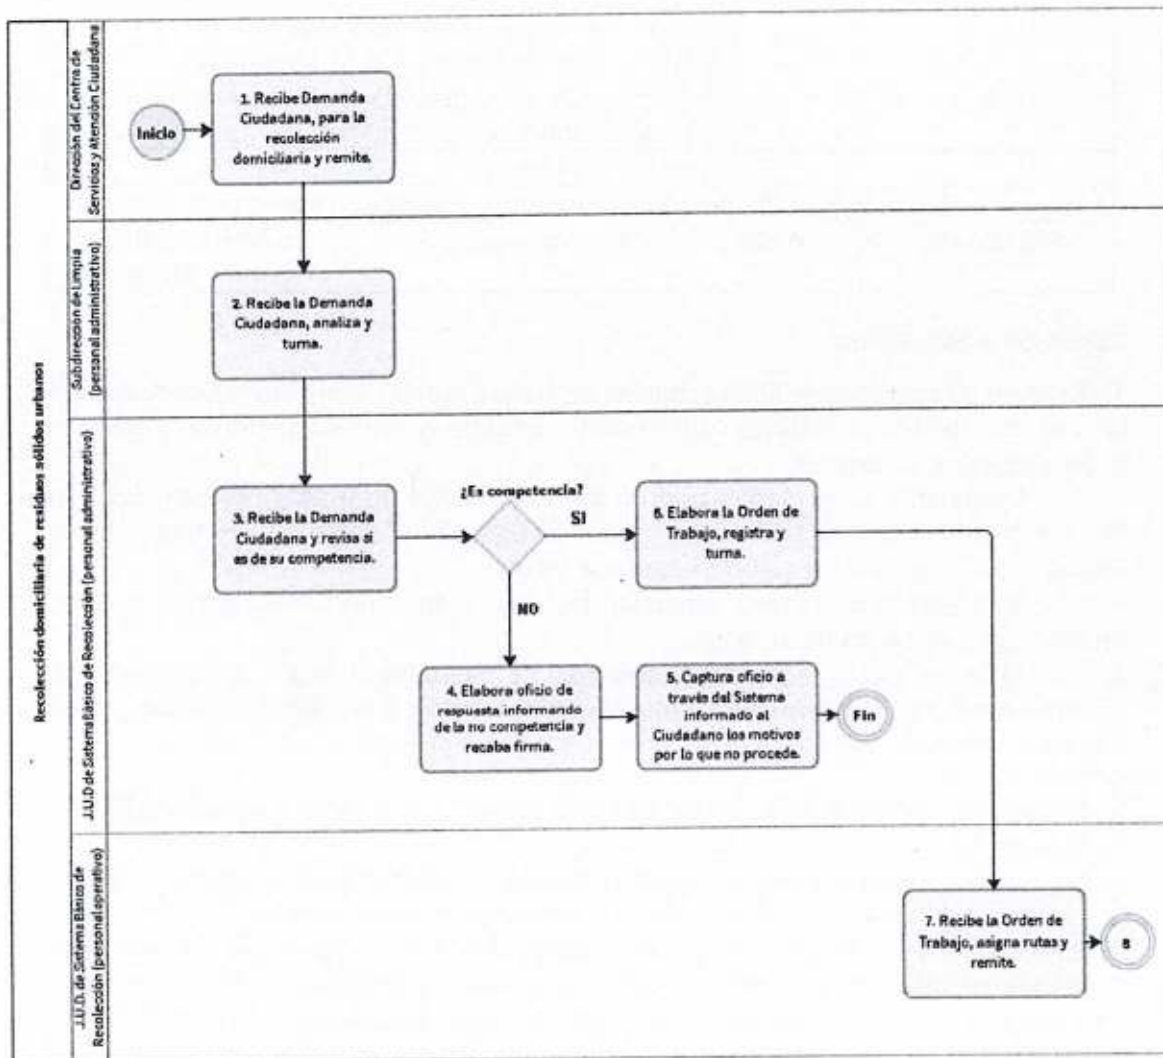 Recolección domiciliaria de residuos sólidos urbanos
Dirección del Centra de
Servicios y Atención Ciudadana
Inicio
1. Recibe Demanda
Ciudadana, para la
recolección
domiciliaria y remite.
Subdirección de Limpia
(personal administrativo)
2. Recibe la Demanda
Ciudadana, analiza y
turna.
J.U.D de Sistema Básico de Recolección (personal administrativo)
3. Recibe la Demanda
Ciudadana y revisa si
es de su competencia.
¿Es competencia?
SI
6. Elabora la Orden de
Trabajo, registra y
turna.
NO
4. Elabora oficio de
respuesta informando
de la no competencia y
recaba firma.
5. Captura oficio a
través del Sistema
informado al
Ciudadano los motivos
por lo que no procede.
Fin
J.U.D. de Sistema Básico de
Recolección (personal operativo)
7. Recibe la Orden de
Trabajo, asigna rutas y
remite.